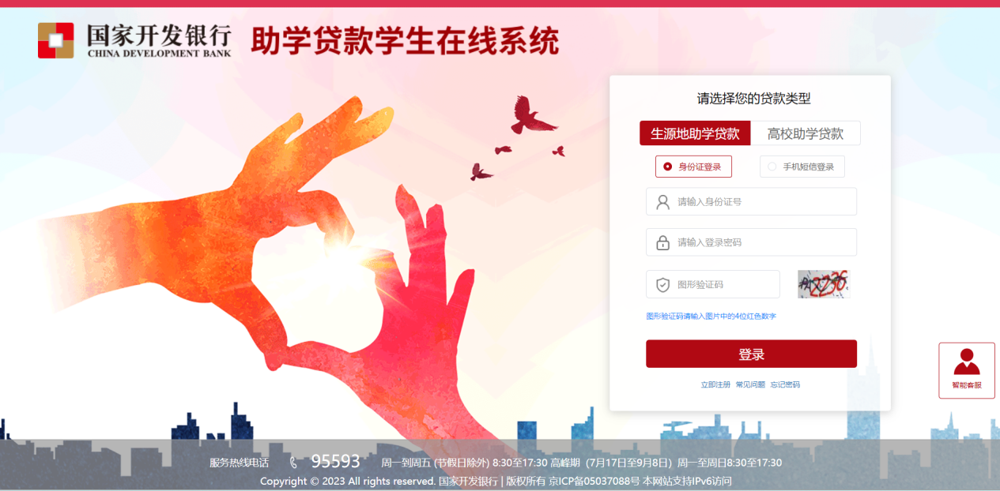 国家开发银行
CHINA DEVELOPMENT BANK
助学贷款学生在线系统
请选择您的贷款类型
生源地助学贷款 高校助学贷款
身份证登录 手机短信登录
请输入身份证号
请输入登录密码
图形验证码
图形验证码请输入图片中的4位红色数字
登录
立即注册 常见问题 忘记密码
智能客服
服务热线电话 95593 周一到周五 (节假日除外) 8:30至17:30 高峰期（7月17日至9月8日）周一至周日8:30至17:30
Copyright © 2023 All rights reserved. 国家开发银行 | 版权所有 京ICP备05037088号 本网站支持IPv6访问